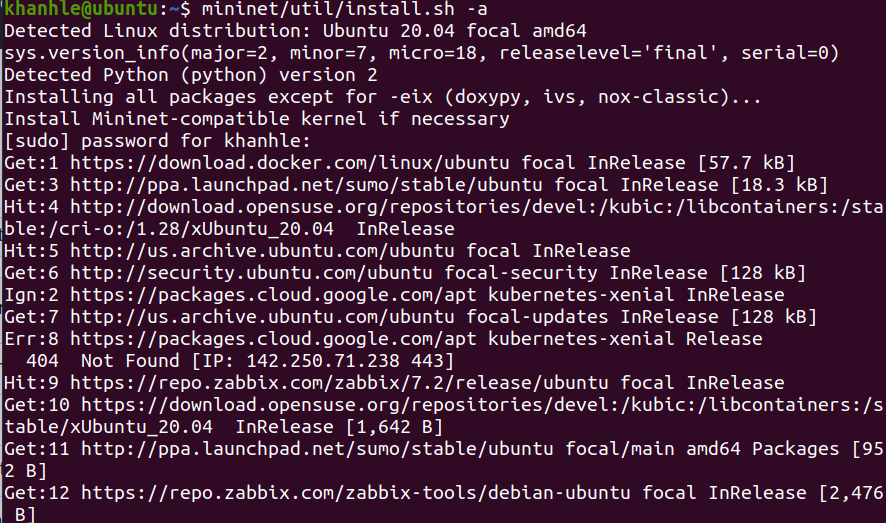 khanhle@ubuntu:~$ mininet/util/install.sh -a
Detected Linux distribution: Ubuntu 20.04 focal amd64
sys.version_info(major=2, minor=7, micro=18, releaselevel='final', serial=0)
Detected Python (python) version 2
Installing all packages except for -eix (doxypy, ivs, nox-classic)...
Install Mininet-compatible kernel if necessary
[sudo] password for khanhle:
Get:1 https://download.docker.com/linux/ubuntu focal InRelease [57.7 kB]
Get:3 http://ppa.launchpad.net/sumo/stable/ubuntu focal InRelease [18.3 kB]
Hit:4 http://download.opensuse.org/repositories/devel:/kubic:/libcontainers:/sta
ble:/cri-o:/1.28/xUbuntu_20.04  InRelease
Hit:5 http://us.archive.ubuntu.com/ubuntu focal InRelease
Get:6 http://security.ubuntu.com/ubuntu focal-security InRelease [128 kB]
Ign:2 https://packages.cloud.google.com/apt kubernetes-xenial InRelease
Get:7 http://us.archive.ubuntu.com/ubuntu focal-updates InRelease [128 kB]
Err:8 https://packages.cloud.google.com/apt kubernetes-xenial Release
  404  Not Found [IP: 142.250.71.238 443]
Hit:9 https://repo.zabbix.com/zabbix/7.2/release/ubuntu focal InRelease
Get:10 https://download.opensuse.org/repositories/devel:/kubic:/libcontainers:/s
table/xUbuntu_20.04  InRelease [1,642 B]
Get:11 http://ppa.launchpad.net/sumo/stable/ubuntu focal/main amd64 Packages [95
2 B]
Get:12 https://repo.zabbix.com/zabbix-tools/debian-ubuntu focal InRelease [2,476
 B]